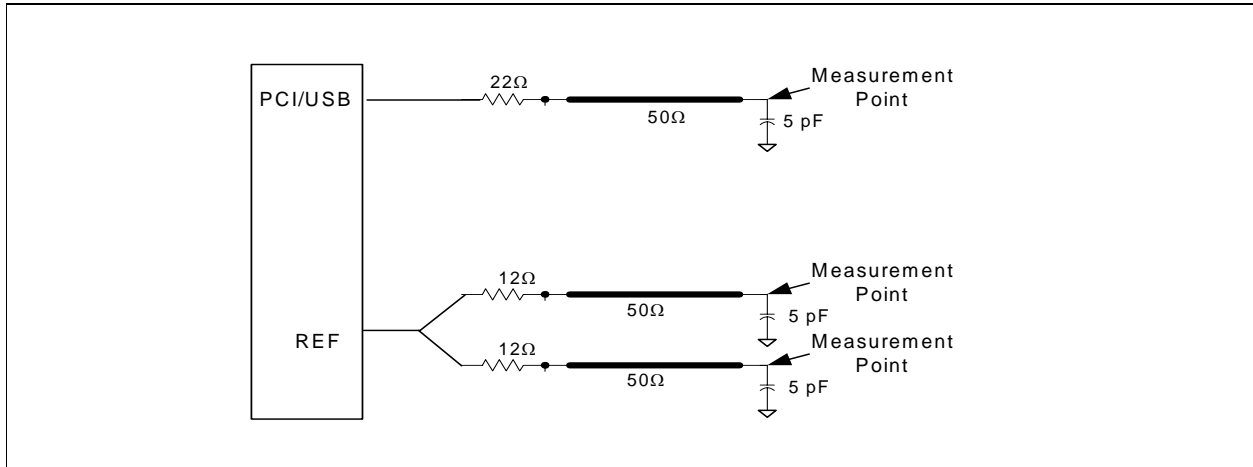 PCI/USB
22Ω
50Ω
Measurement
Point
5 pF
REF
12Ω
50Ω
Measurement
Point
5 pF
12Ω
50Ω
Measurement
Point
5 pF